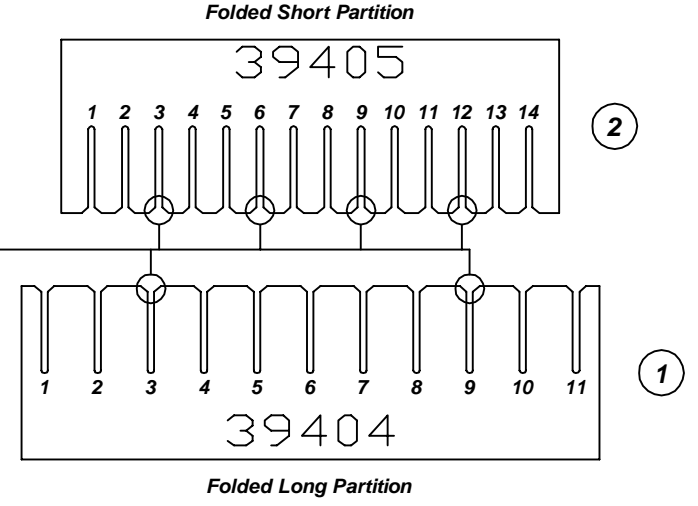 Folded Short Partition
39405
1 2 3 4 5 6 7 8 9 10 11 12 13 14
2
1 2 3 4 5 6 7 8 9 10 11
1
39404
Folded Long Partition